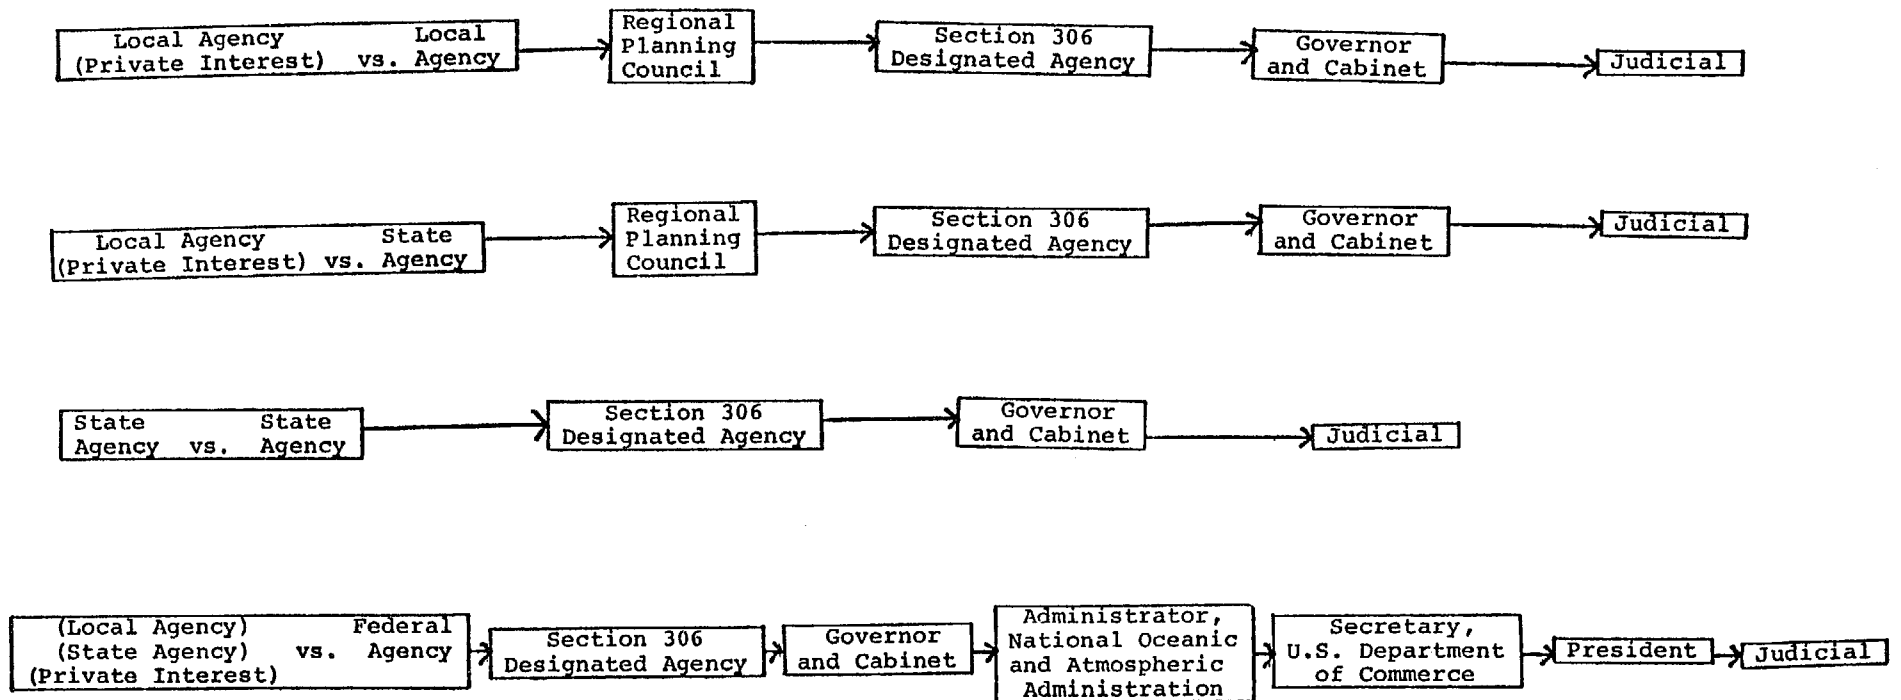 Local Agency Local
(Private Interest) vs. Agency
Regional
Planning
Council
Section 306
Designated Agency
Governor
and Cabinet
Judicial
Local Agency State
(Private Interest) vs. Agency
Regional
Planning
Council
Section 306
Designated Agency
Governor
and Cabinet
Judicial
State State
Agency vs. Agency
Section 306
Designated Agency
Governor
and Cabinet
Judicial
(Local Agency) Federal
(State Agency) vs. Agency
(Private Interest)
Section 306
Designated Agency
Governor
and Cabinet
Administrator,
National Oceanic
and Atmospheric
Administration
Secretary,
U.S. Department
of Commerce
President
Judicial